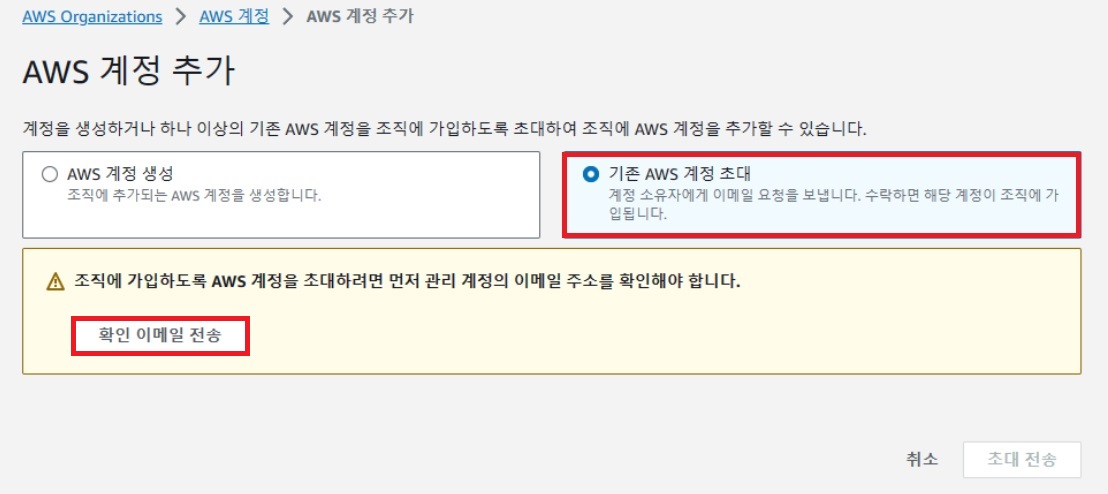 AWS Organizations > AWS 계정 > AWS 계정 추가
AWS 계정 추가
계정을 생성하거나 하나 이상의 기존 AWS 계정을 조직에 가입하도록 초대하여 조직에 AWS 계정을 추가할 수 있습니다.
AWS 계정 생성
조직에 추가되는 AWS 계정을 생성합니다.
기존 AWS 계정 초대
계정 소유자에게 이메일 요청을 보냅니다. 수락하면 해당 계정이 조직에 가
입됩니다.
조직에 가입하도록 AWS 계정을 초대하려면 먼저 관리 계정의 이메일 주소를 확인해야 합니다.
확인 이메일 전송
취소
초대 전송